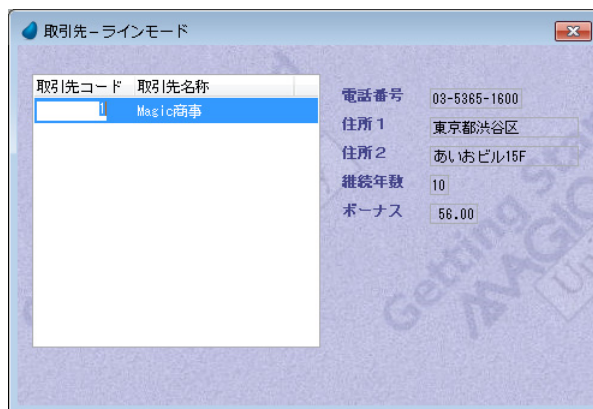 取引先−ラインモード
取引先コード 取引先名称
1 Magic商事
電話番号 03-5365-1600
住所1 東京都渋谷区
住所2 あいおビル15F
継続年数 10
ボーナス 56.00
Getting Started
MAGIC
Uni